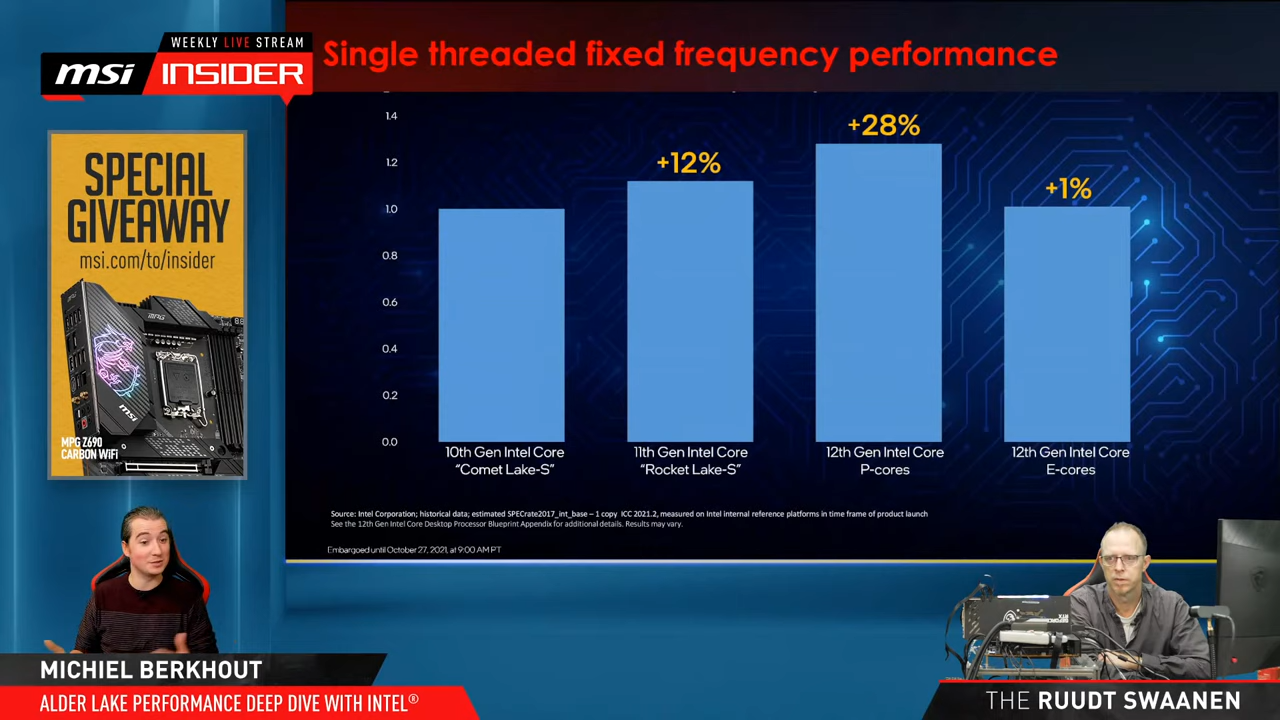 WEEKLY LIVE STREAM
msi INSIDER
Single threaded fixed frequency performance
SPECIAL
GIVEAWAY
msi.com/to/insider
MPG
msi
MPG Z690
CARBON WiFi
1.4
1.2
1.0
0.8
0.6
0.4
0.2
0.0
+12%
+28%
+1%
10th Gen Intel Core
“Comet Lake-S”
11th Gen Intel Core
“Rocket Lake-S”
12th Gen Intel Core
P-cores
12th Gen Intel Core
E-cores
Source: Intel Corporation; historical data; estimated SPECrate2017_int_base – 1 copy ICC 2021.2, measured on Intel internal reference platforms in time frame of product launch
See the 12th Gen Intel Core Desktop Processor Blueprint Appendix for additional details. Results may vary.
Embargoed until October 27, 2021, at 9:00 AM PT
GEFORCE RTX
MICHIEL BERKHOUT
ALDER LAKE PERFORMANCE DEEP DIVE WITH INTEL®
THE RUUDT SWAANEN